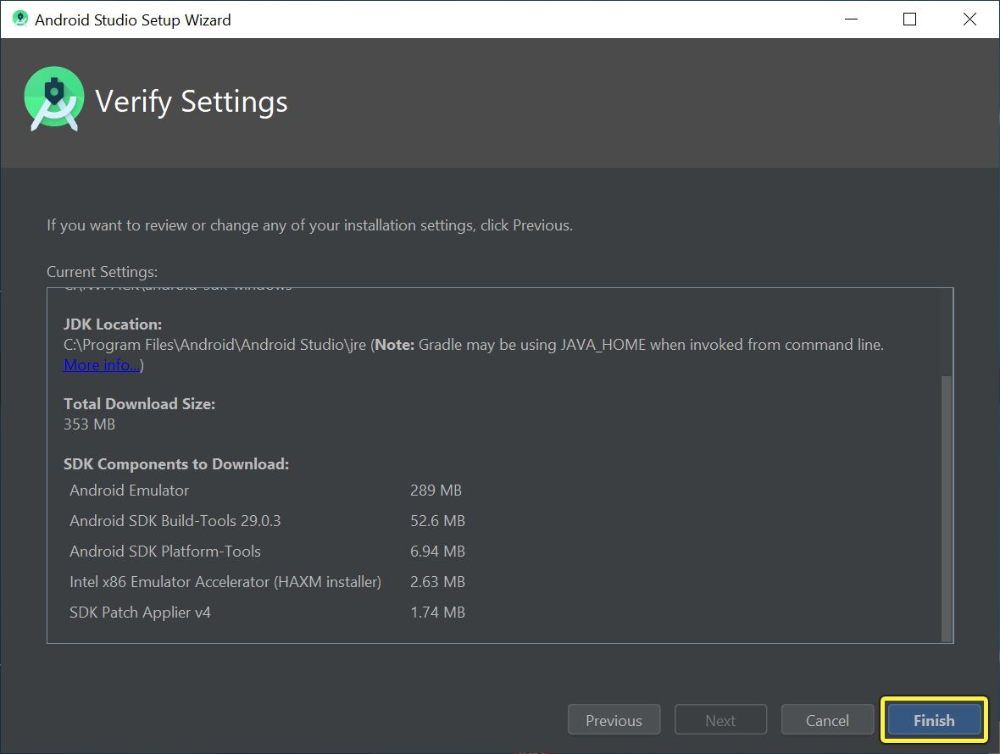 Android Studio Setup Wizard
Verify Settings
If you want to review or change any of your installation settings, click Previous.
Current Settings:
JDK Location:
C:\Program Files\Android\Android Studio\jre (Note: Gradle may be using JAVA_HOME when invoked from command line.
More info...)
Total Download Size:
353 MB
SDK Components to Download:
Android Emulator 289 MB
Android SDK Build-Tools 29.0.3 52.6 MB
Android SDK Platform-Tools 6.94 MB
Intel x86 Emulator Accelerator (HAXM installer) 2.63 MB
SDK Patch Applier v4 1.74 MB
Previous Next Cancel Finish